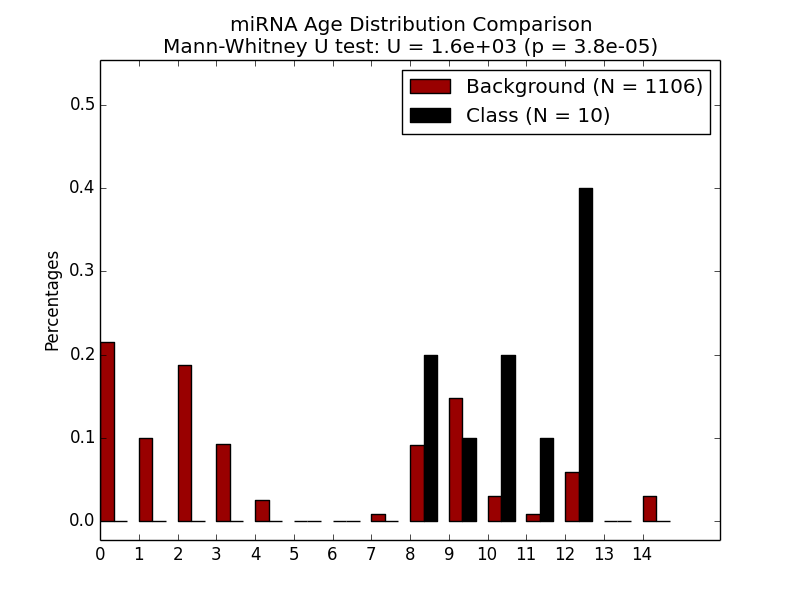 miRNA Age Distribution Comparison
Mann-Whitney U test: U = 1.6e+03 (p = 3.8e-05)
Background (N = 1106)
Class (N = 10)
Percentages
0.5
0.4
0.3
0.2
0.1
0.0
0 1 2 3 4 5 6 7 8 9 10 11 12 13 14